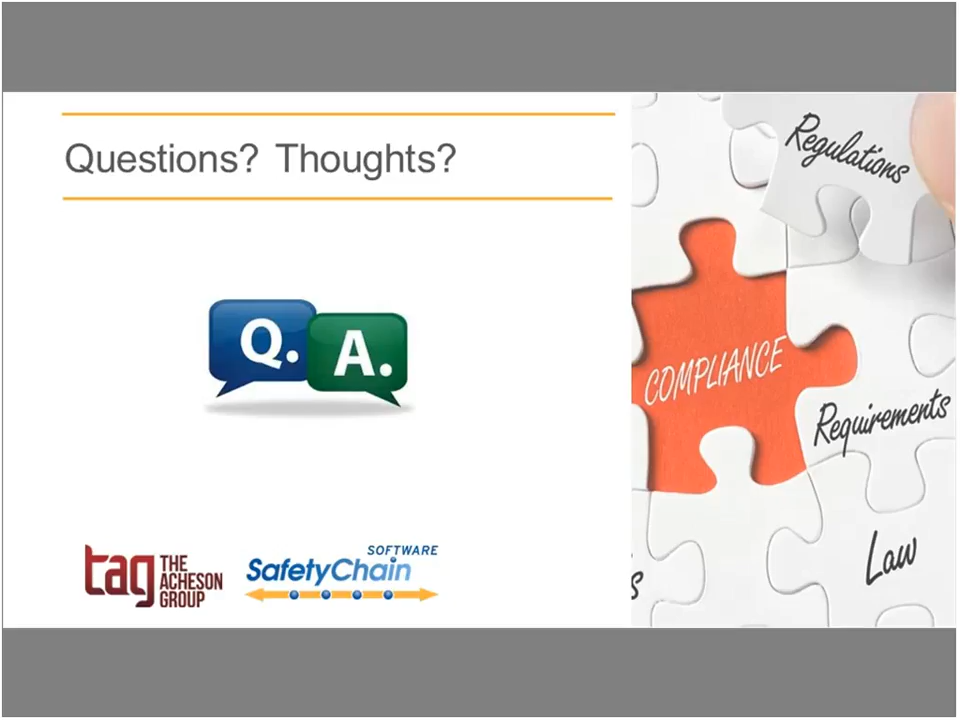 Questions? Thoughts?
Q.
A.
tag THE
ACHESON
GROUP
SOFTWARE
SafetyChain
Regulations
COMPLIANCE
Requirements
Law
s